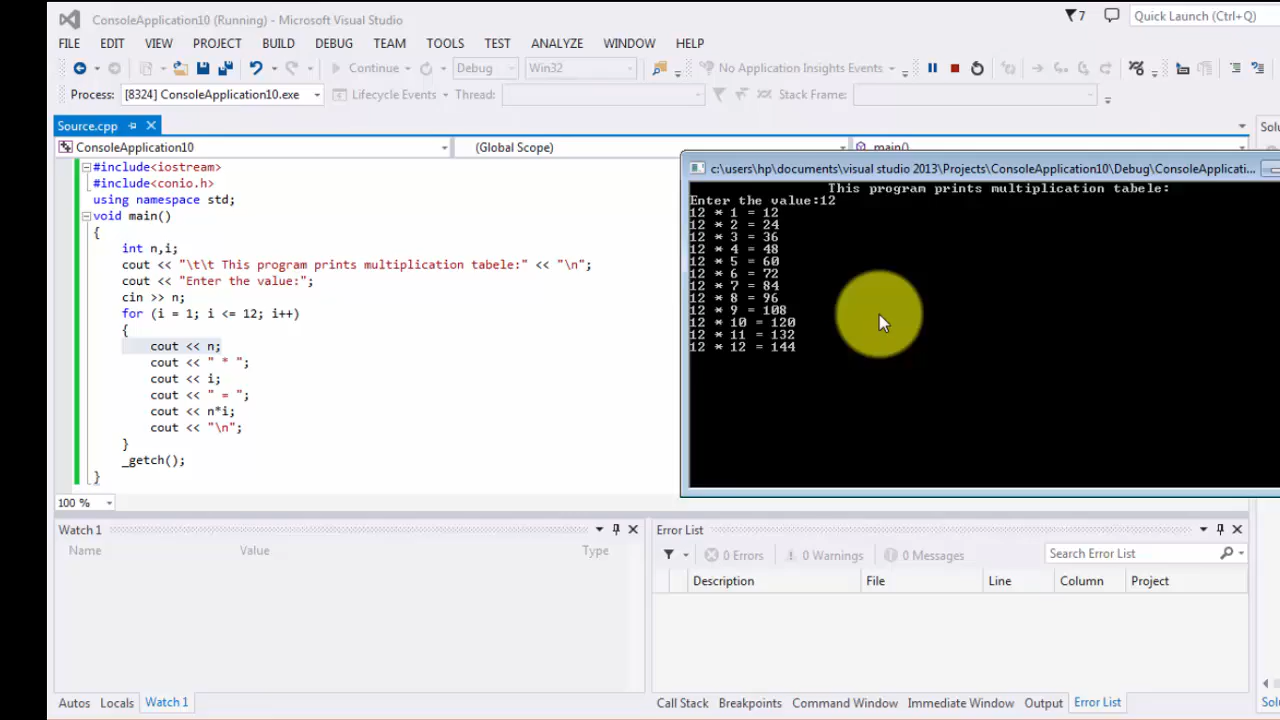 ConsoleApplication10 (Running) - Microsoft Visual Studio
7
Quick Launch (Ctrl+Q)
FILE EDIT VIEW PROJECT BUILD DEBUG TEAM TOOLS TEST ANALYZE WINDOW HELP
Continue Debug Win32 No Application Insights Events
Process: [8324] ConsoleApplication10.exe Lifecycle Events Thread: Stack Frame:
Source.cpp
ConsoleApplication10 (Global Scope) main()
#include<iostream>
#include<conio.h>
using namespace std;
void main()
{
int n,i;
cout << "\t\t This program prints multiplication tabele:" << "\n";
cout << "Enter the value:";
cin >> n;
for (i = 1; i <= 12; i++)
{
cout << n;
cout << " * ";
cout << i;
cout << " = ";
cout << n*i;
cout << "\n";
}
_getch();
}
100 %
c:\users\hp\documents\visual studio 2013\Projects\ConsoleApplication10\Debug\ConsoleApplicati...
This program prints multiplication tabele:
Enter the value:12
12 * 1 = 12
12 * 2 = 24
12 * 3 = 36
12 * 4 = 48
12 * 5 = 60
12 * 6 = 72
12 * 7 = 84
12 * 8 = 96
12 * 9 = 108
12 * 10 = 120
12 * 11 = 132
12 * 12 = 144
Watch 1
Name Value Type
Autos Locals Watch 1
Error List
0 Errors 0 Warnings 0 Messages Search Error List
Description File Line Column Project
Call Stack Breakpoints Command Window Immediate Window Output Error List